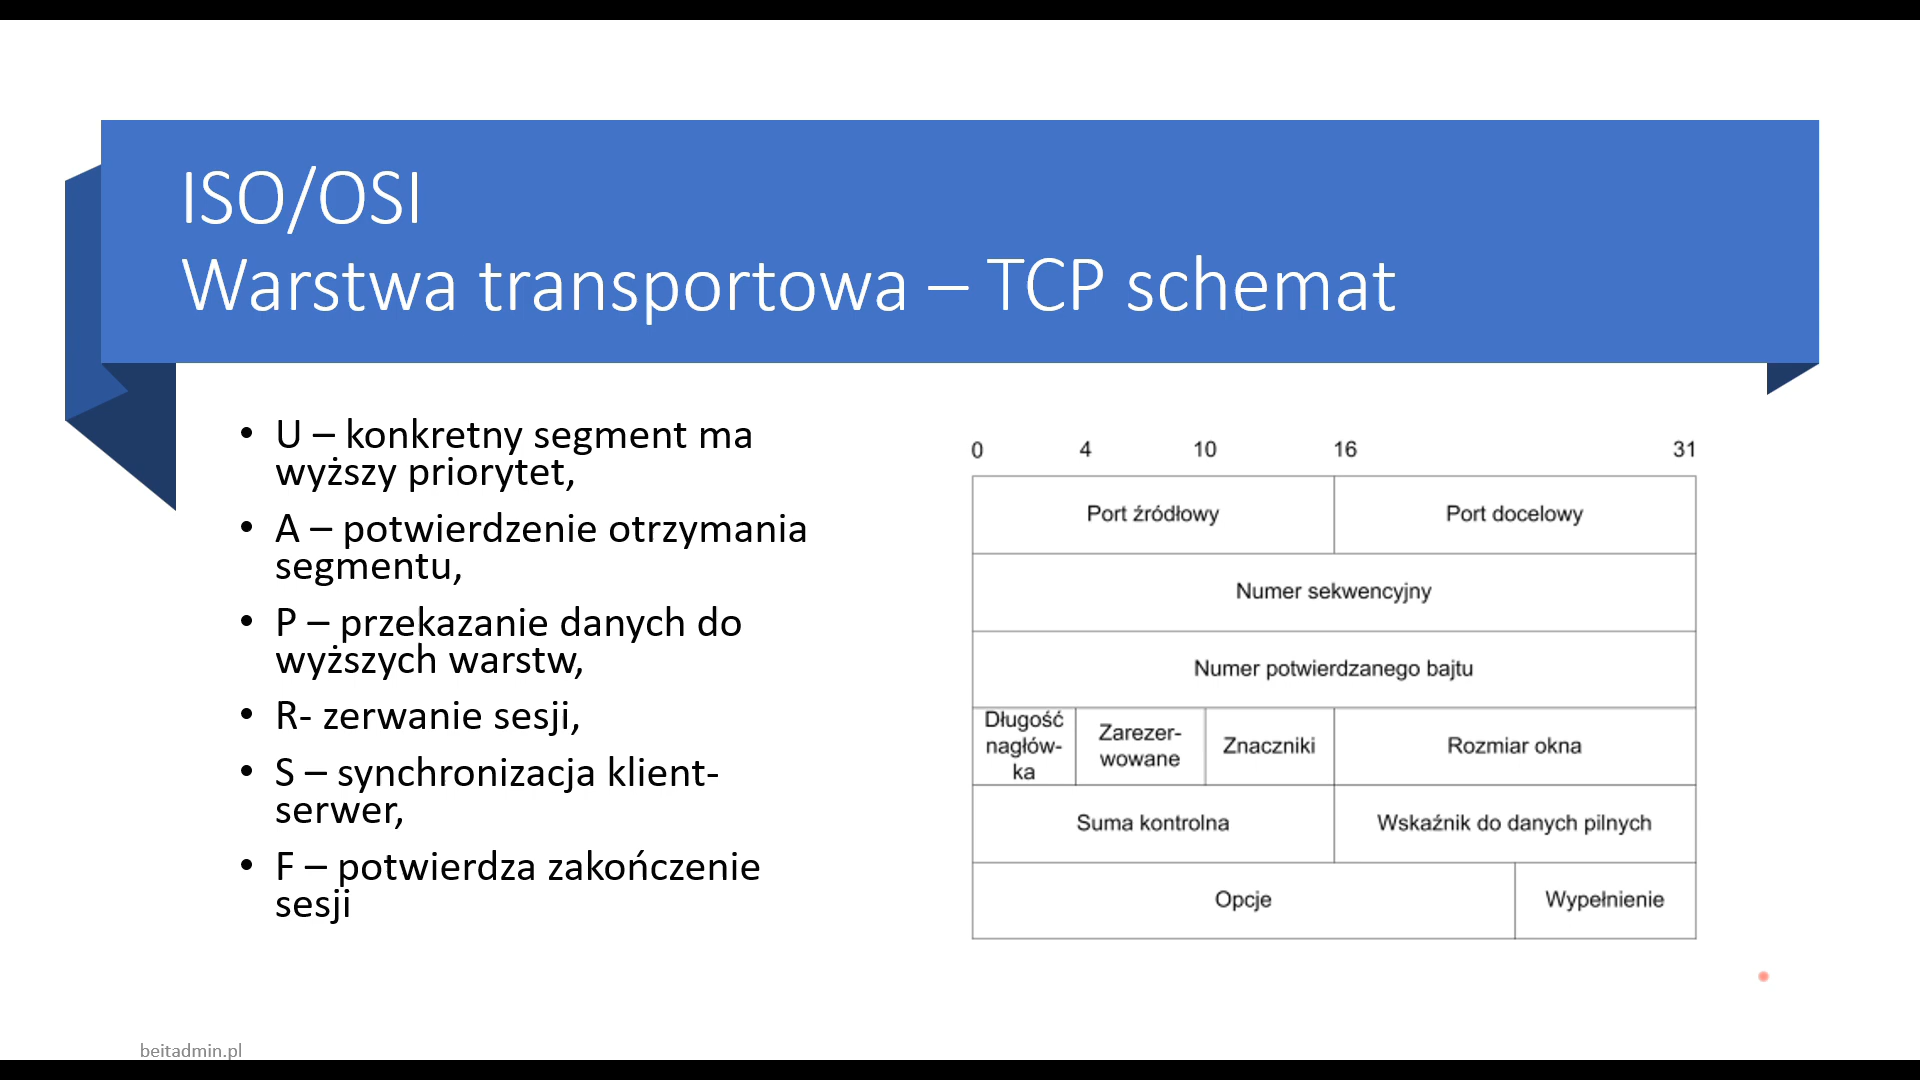 ISO/OSI
Warstwa transportowa – TCP schemat
• U – konkretny segment ma
wyższy priorytet,
• A – potwierdzenie otrzymania
segmentu,
• P – przekazanie danych do
wyższych warstw,
• R- zerwanie sesji,
• S – synchronizacja klient-
serwer,
• F – potwierdza zakończenie
sesji
0 4 10 16 31
Port źródłowy Port docelowy
Numer sekwencyjny
Numer potwierdzanego bajtu
Długość
nagłów-
ka
Zarezer-
wowane
Znaczniki
Rozmiar okna
Suma kontrolna Wskaźnik do danych pilnych
Opcje Wypełnienie
beitadmin.pl